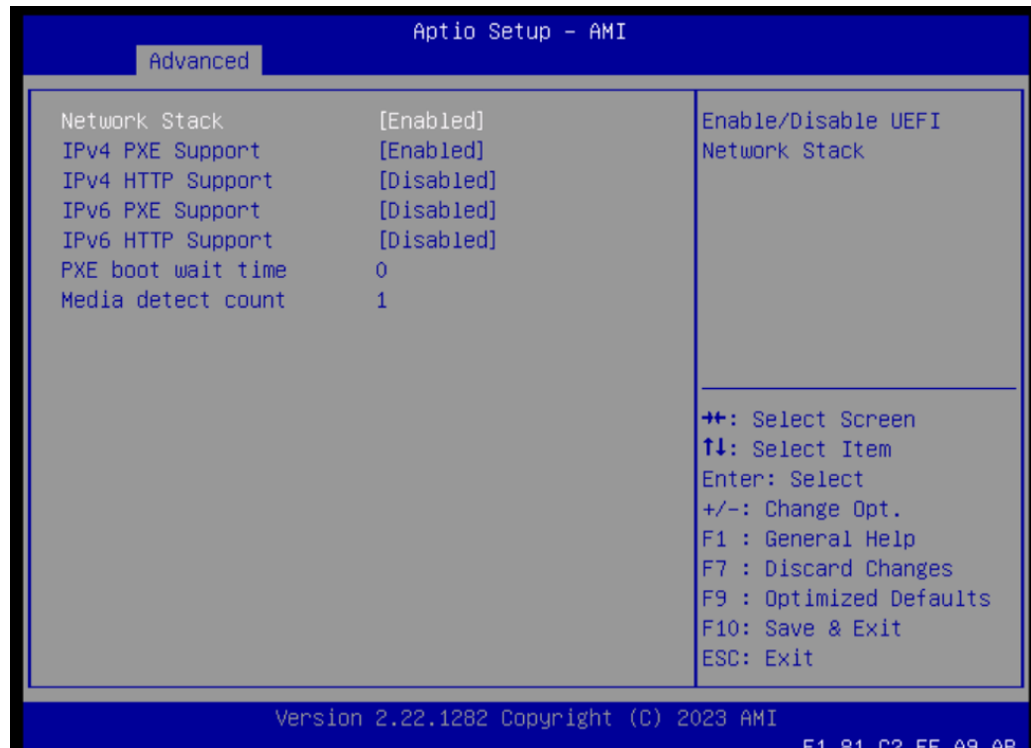 Aptio Setup – AMI
Advanced
Network Stack [Enabled]
IPv4 PXE Support [Enabled]
IPv4 HTTP Support [Disabled]
IPv6 PXE Support [Disabled]
IPv6 HTTP Support [Disabled]
PXE boot wait time 0
Media detect count 1
Enable/Disable UEFI
Network Stack
→←: Select Screen
↑↓: Select Item
Enter: Select
+/-: Change Opt.
F1 : General Help
F7 : Discard Changes
F9 : Optimized Defaults
F10: Save & Exit
ESC: Exit
Version 2.22.1282 Copyright (C) 2023 AMI